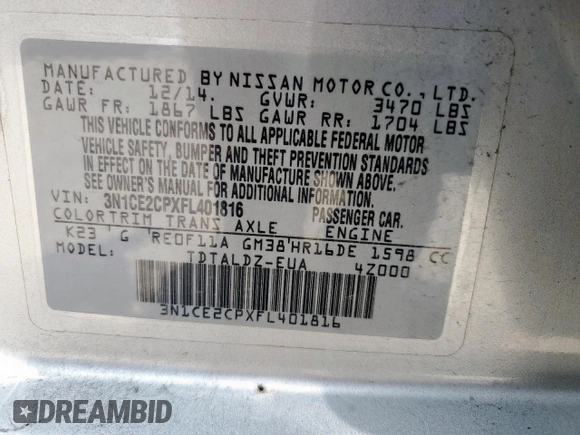 MANUFACTURED BY NISSAN MOTOR CO., LTD.
DATE: 12/14. GVWR: 3470 LBS
GAWR FR: 1867 LBS GAWR RR: 1704 LBS
THIS VEHICLE CONFORMS TO ALL APPLICABLE FEDERAL MOTOR
VEHICLE SAFETY, BUMPER AND THEFT PREVENTION STANDARDS
IN EFFECT ON THE DATE OF MANUFACTURE SHOWN ABOVE.
SEE OWNER'S MANUAL FOR ADDITIONAL INFORMATION.
VIN: 3N1CE2CPXFL401816 PASSENGER CAR.
COLOR TRIM TRANS AXLE ENGINE
K23 ' G 'RE0F11A GM38'HR16DE 1598 CC
MODEL: TDTALDZ-EUA 4Z000
3N1CE2CPXFL401816
DREAMBID